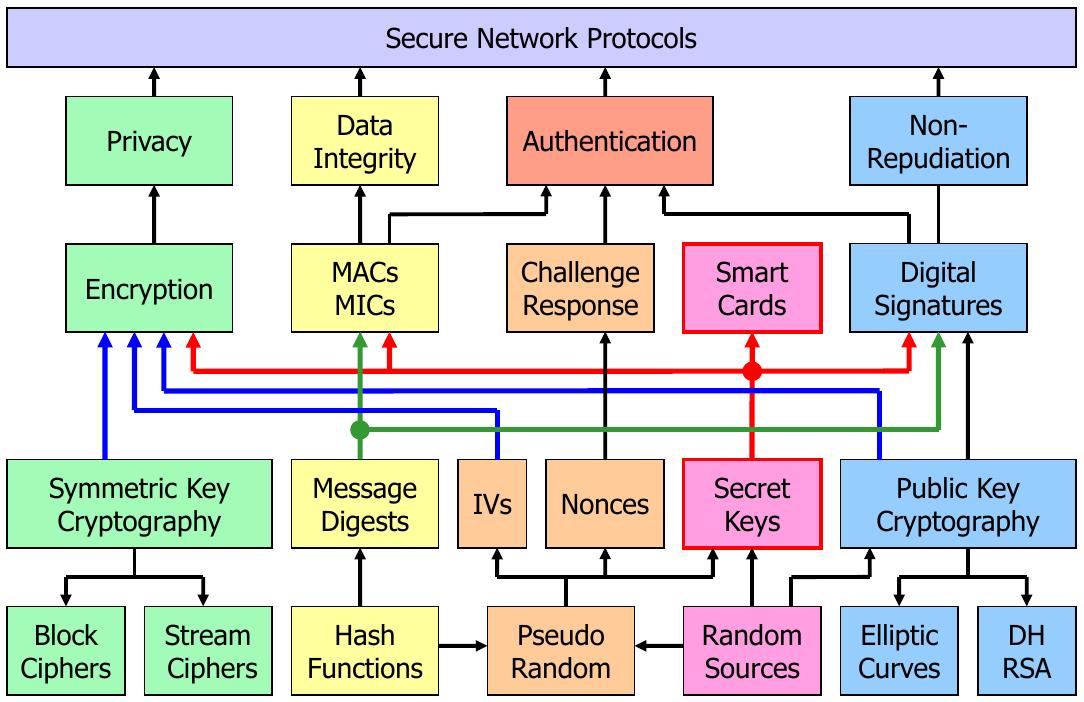 Secure Network Protocols
Privacy
Data
Integrity
Authentication
Non-
Repudiation
Encryption
MACs
MICs
Challenge
Response
Smart
Cards
Digital
Signatures
Symmetric Key
Cryptography
Message
Digests
IVs
Nonces
Secret
Keys
Public Key
Cryptography
Block
Ciphers
Stream
Ciphers
Hash
Functions
Pseudo
Random
Random
Sources
Elliptic
Curves
DH
RSA